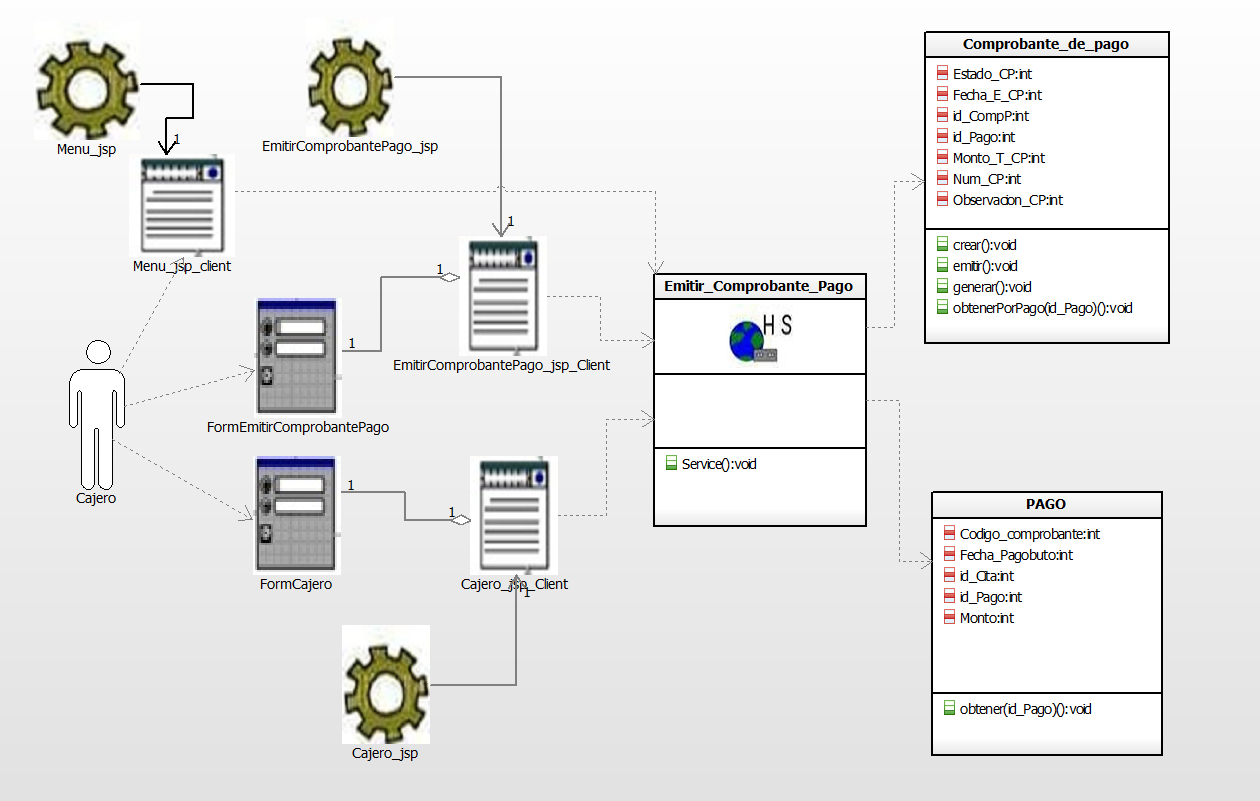 Menu_jsp
1
Menu_jsp_client
EmitirComprobantePago_jsp
1
EmitirComprobantePago_jsp_Client
1
1
FormEmitirComprobantePago
Cajero
1
FormCajero
1
Cajero_jsp_Client
1
Cajero_jsp
Emitir_Comprobante_Pago
HS
Service():void
Comprobante_de_pago
Estado_CP:int
Fecha_E_CP:int
id_CompP:int
id_Pago:int
Monto_T_CP:int
Num_CP:int
Observacion_CP:int
crear():void
emitir():void
generar():void
obtenerPorPago(id_Pago)():void
PAGO
Codigo_comprobante:int
Fecha_Pagobuto:int
id_Cita:int
id_Pago:int
Monto:int
obtener(id_Pago)():void